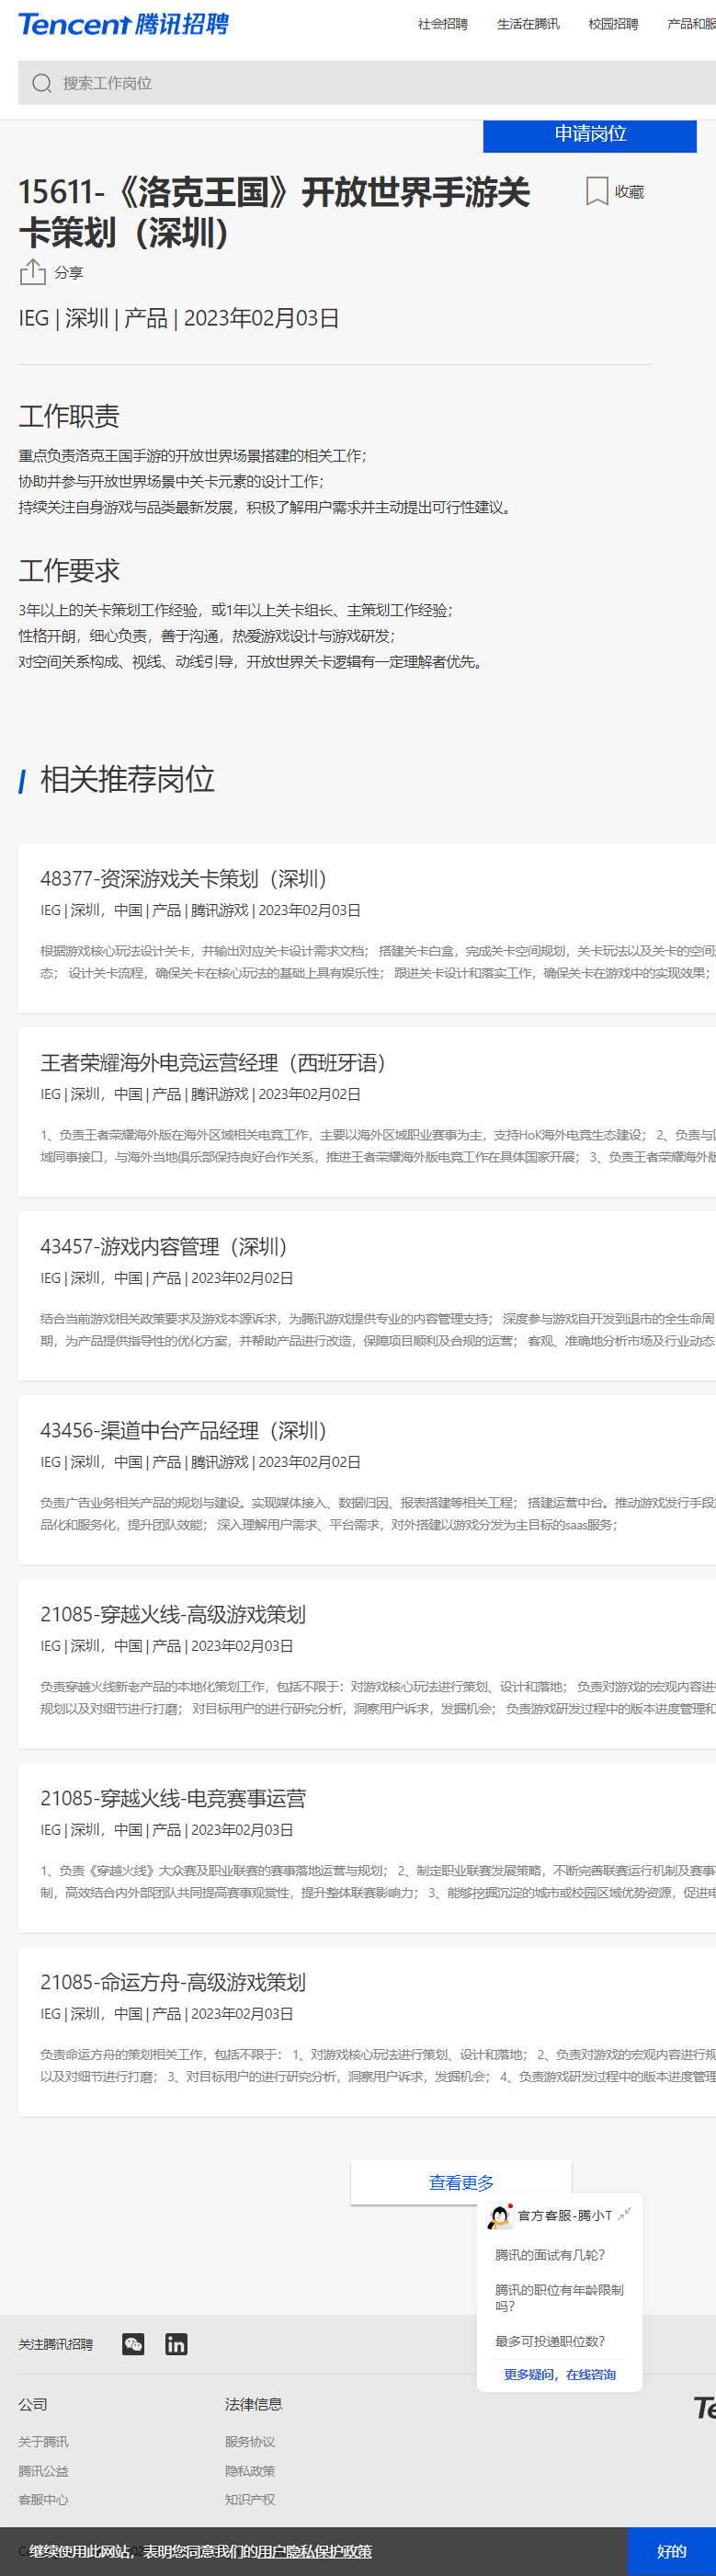 Tencent 腾讯招聘
社会招聘 生活在腾讯 校园招聘 产品和服
搜索工作岗位
申请岗位
15611-《洛克王国》开放世界手游关
卡策划（深圳）
收藏
分享
IEG | 深圳 | 产品 | 2023年02月03日
工作职责
重点负责洛克王国手游的开放世界场景搭建的相关工作；
协助并参与开放世界场景中关卡元素的设计工作；
持续关注自身游戏与品类最新发展，积极了解用户需求并主动提出可行性建议。
工作要求
3年以上的关卡策划工作经验，或1年以上关卡组长、主策划工作经验；
性格开朗，细心负责，善于沟通，热爱游戏设计与游戏研发；
对空间关系构成、视线、动线引导，开放世界关卡逻辑有一定理解者优先。
相关推荐岗位
48377-资深游戏关卡策划（深圳）
IEG | 深圳，中国 | 产品 | 腾讯游戏 | 2023年02月03日
根据游戏核心玩法设计关卡，并输出对应关卡设计需求文档； 搭建关卡白盒，完成关卡空间规划，关卡玩法以及关卡的空间
态； 设计关卡流程，确保关卡在核心玩法的基础上具有娱乐性； 跟进关卡设计和落实工作，确保关卡在游戏中的实现效果；
王者荣耀海外电竞运营经理（西班牙语）
IEG | 深圳，中国 | 产品 | 腾讯游戏 | 2023年02月02日
1、负责王者荣耀海外版在海外区域相关电竞工作，主要以海外区域职业赛事为主，支持HoK海外电竞生态建设； 2、负责与
域同事接口，与海外当地俱乐部保持良好合作关系，推进王者荣耀海外版电竞工作在具体国家开展； 3、负责王者荣耀海外版
43457-游戏内容管理（深圳）
IEG | 深圳，中国 | 产品 | 2023年02月02日
结合当前游戏相关政策要求及游戏本源诉求，为腾讯游戏提供专业的内容管理支持； 深度参与游戏自开发到退市的全生命周
期，为产品提供指导性的优化方案，并帮助产品进行改造，保障项目顺利及合规的运营； 客观、准确地分析市场及行业动态
43456-渠道中台产品经理（深圳）
IEG | 深圳，中国 | 产品 | 腾讯游戏 | 2023年02月02日
负责广告业务相关产品的规划与建设。实现媒体接入、数据归因、报表搭建等相关工程； 搭建运营中台。推动游戏发行手段
品化和服务化，提升团队效能； 深入理解用户需求、平台需求，对外搭建以游戏分发为主目标的saas服务；
21085-穿越火线-高级游戏策划
IEG | 深圳，中国 | 产品 | 2023年02月03日
负责穿越火线新老产品的本地化策划工作，包括不限于：对游戏核心玩法进行策划、设计和落地； 负责对游戏的宏观内容进
规划以及对细节进行打磨； 对目标用户的进行研究分析，洞察用户诉求，发掘机会； 负责游戏研发过程中的版本进度管理和
21085-穿越火线-电竞赛事运营
IEG | 深圳，中国 | 产品 | 2023年02月03日
1、负责《穿越火线》大众赛及职业联赛的赛事落地运营与规划； 2、制定职业联赛发展策略，不断完善联赛运行机制及赛事
制，高效结合内外部团队共同提高赛事观赏性，提升整体联赛影响力； 3、能够挖掘沉淀的城市或校园区域优势资源，促进电
21085-命运方舟-高级游戏策划
IEG | 深圳，中国 | 产品 | 2023年02月03日
负责命运方舟的策划相关工作，包括不限于： 1、对游戏核心玩法进行策划、设计和落地； 2、负责对游戏的宏观内容进行规
以及对细节进行打磨； 3、对目标用户的进行研究分析，洞察用户诉求，发掘机会； 4、负责游戏研发过程中的版本进度管理
查看更多
官方客服-腾小T
腾讯的面试有几轮？
腾讯的职位有年龄限制
吗？
最多可投递职位数？
更多疑问，在线咨询
关注腾讯招聘
公司 法律信息
关于腾讯 服务协议
腾讯公益 隐私政策
客服中心 知识产权
继续使用此网站，表明您同意我们的用户隐私保护政策
好的